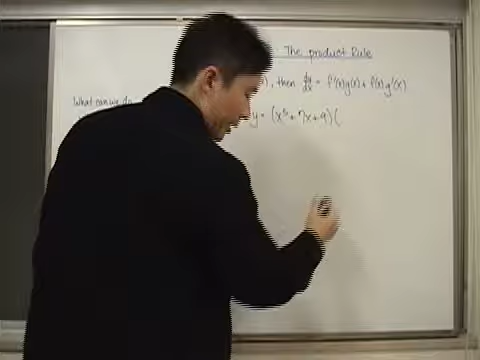 The product Rule
, then dy/dx = f'(x)g(x) + f(x)g'(x)
What can we do
y = (x⁵ + 7x + 9)(